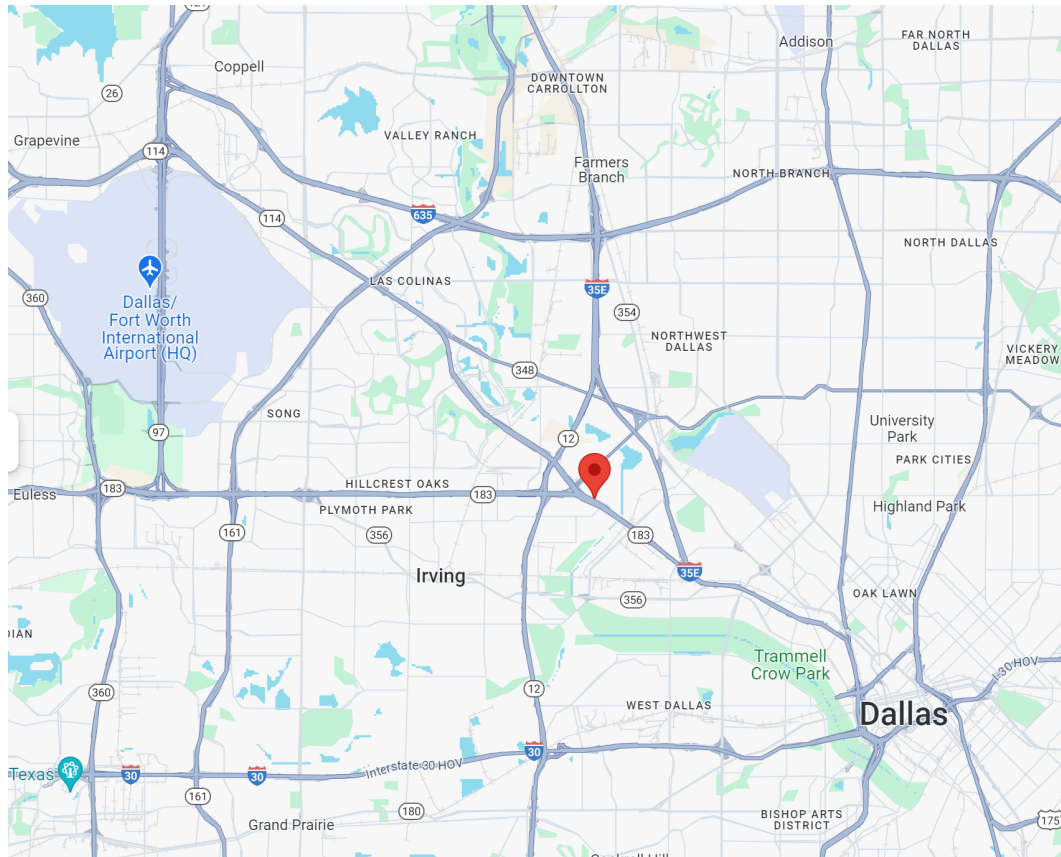 Addison
FAR NORTH
DALLAS
Coppell
DOWNTOWN
CARROLLTON
26
VALLEY RANCH
Grapevine
114
Farmers
Branch
NORTH BRANCH
114
635
NORTH DALLAS
LAS COLINAS
35E
360
354
Dallas/
Fort Worth
International
Airport (HQ)
NORTHWEST
DALLAS
VICKERY
MEADOW
348
SONG
University
Park
97
12
PARK CITIES
HILLCREST OAKS
183
Euless
183
PLYMOTH PARK
Highland Park
161
356
183
Irving
35E
356
OAK LAWN
DIAN
Trammell
Crow Park
I-30 HOV
360
12
WEST DALLAS
Dallas
30
Interstate 30 HOV
Texas
30
30
161
180
Grand Prairie
BISHOP ARTS
DISTRICT
175